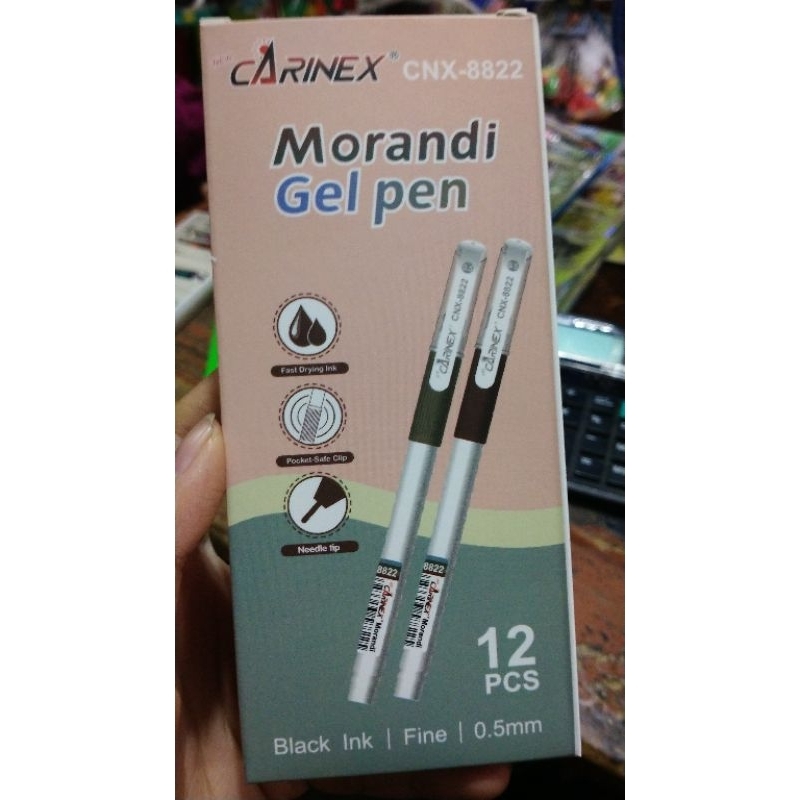 CARINEX® CNX-8822
Morandi
Gel pen
Fast Drying Ink
Pocket-Safe Clip
Needle tip
CARINEX CNX-8822
CARINEX CNX-8822
8822
CARINEX Morandi
8822
CARINEX Morandi
12
PCS
Black Ink | Fine | 0.5mm